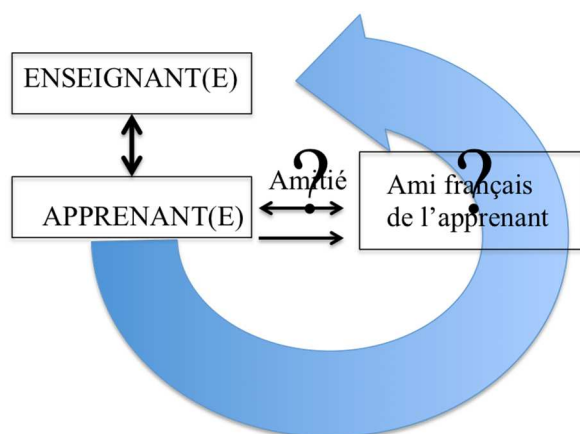 ENSEIGNANT(E)
APPRENANT(E)
Amitié
?
Ami français
de l'apprenant
?